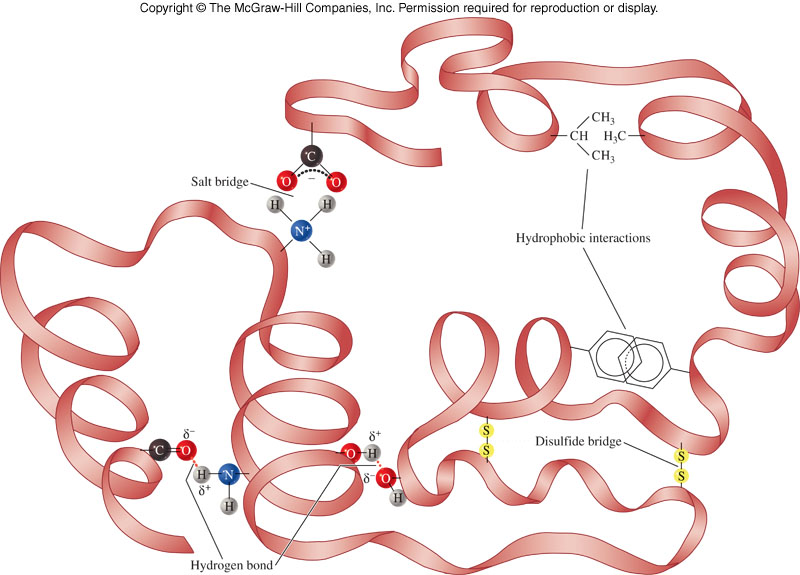 Copyright © The McGraw-Hill Companies, Inc. Permission required for reproduction or display.
CH₃
CH H₃C
CH₃
C
O O
–
Salt bridge
H H
N⁺
H
Hydrophobic interactions
δ⁻
C O
H N
δ⁺
H
δ⁺
O H
δ⁻ O
H
S
S
Disulfide bridge
S
S
Hydrogen bond